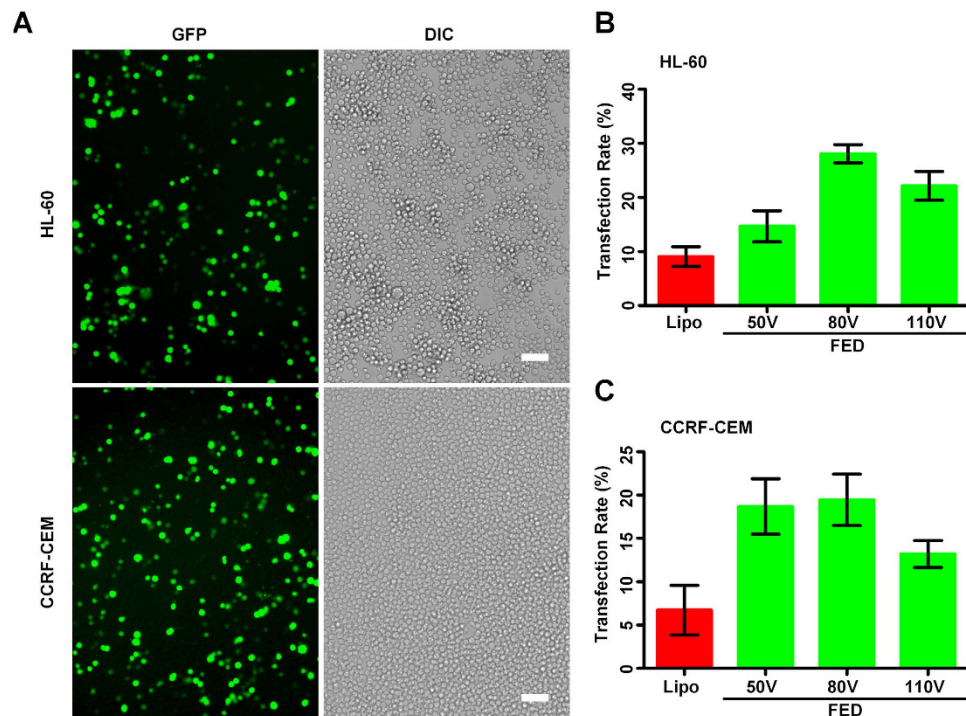 A
GFP
DIC
HL-60
CCRF-CEM
B
HL-60
Transfection Rate (%)
40
30
20
10
0
Lipo
50V
80V
110V
FED
C
CCRF-CEM
Transfection Rate (%)
25
20
15
10
5
0
Lipo
50V
80V
110V
FED